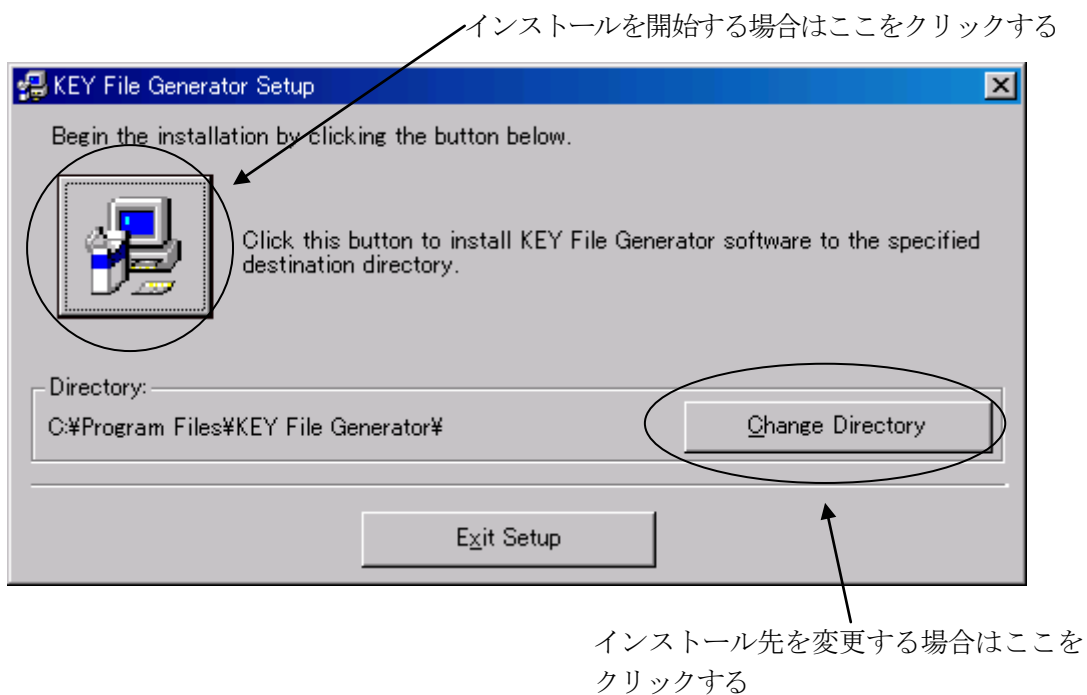 インストールを開始する場合はここをクリックする
KEY File Generator Setup
Begin the installation by clicking the button below.
Click this button to install KEY File Generator software to the specified
destination directory.
Directory:
C:¥Program Files¥KEY File Generator¥
Change Directory
Exit Setup
インストール先を変更する場合はここを
クリックする